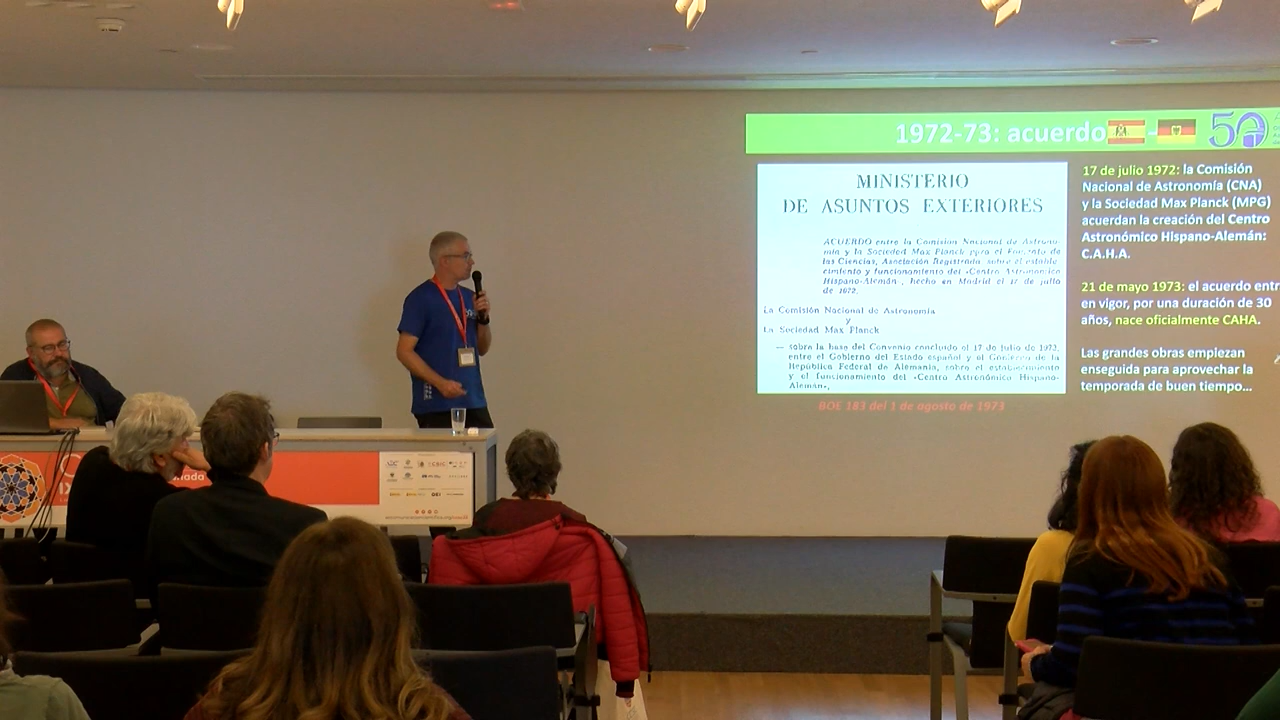 1972-73: acuerdo
50
MINISTERIO
DE ASUNTOS EXTERIORES
ACUERDO entre la Comisión Nacional de Astrono-
mía y la Sociedad Max Planck para el Fomento de
las Ciencias, Asociación Registrada, sobre el estable-
cimiento y funcionamiento del «Centro Astronómico
Hispano-Alemán», hecho en Madrid el 17 de julio
de 1972.
La Comisión Nacional de Astronomía
y
La Sociedad Max Planck
— sobre la base del Convenio concluido el 17 de julio de 1972,
entre el Gobierno del Estado español y el Gobierno de la
República Federal de Alemania, sobre el establecimiento
y el funcionamiento del «Centro Astronómico Hispano-
Alemán»,
BOE 183 del 1 de agosto de 1973
17 de julio 1972: la Comisión
Nacional de Astronomía (CNA)
y la Sociedad Max Planck (MPG)
acuerdan la creación del Centro
Astronómico Hispano-Alemán:
C.A.H.A.
21 de mayo 1973: el acuerdo entr
en vigor, por una duración de 30
años, nace oficialmente CAHA.
Las grandes obras empiezan
enseguida para aprovechar la
temporada de buen tiempo...